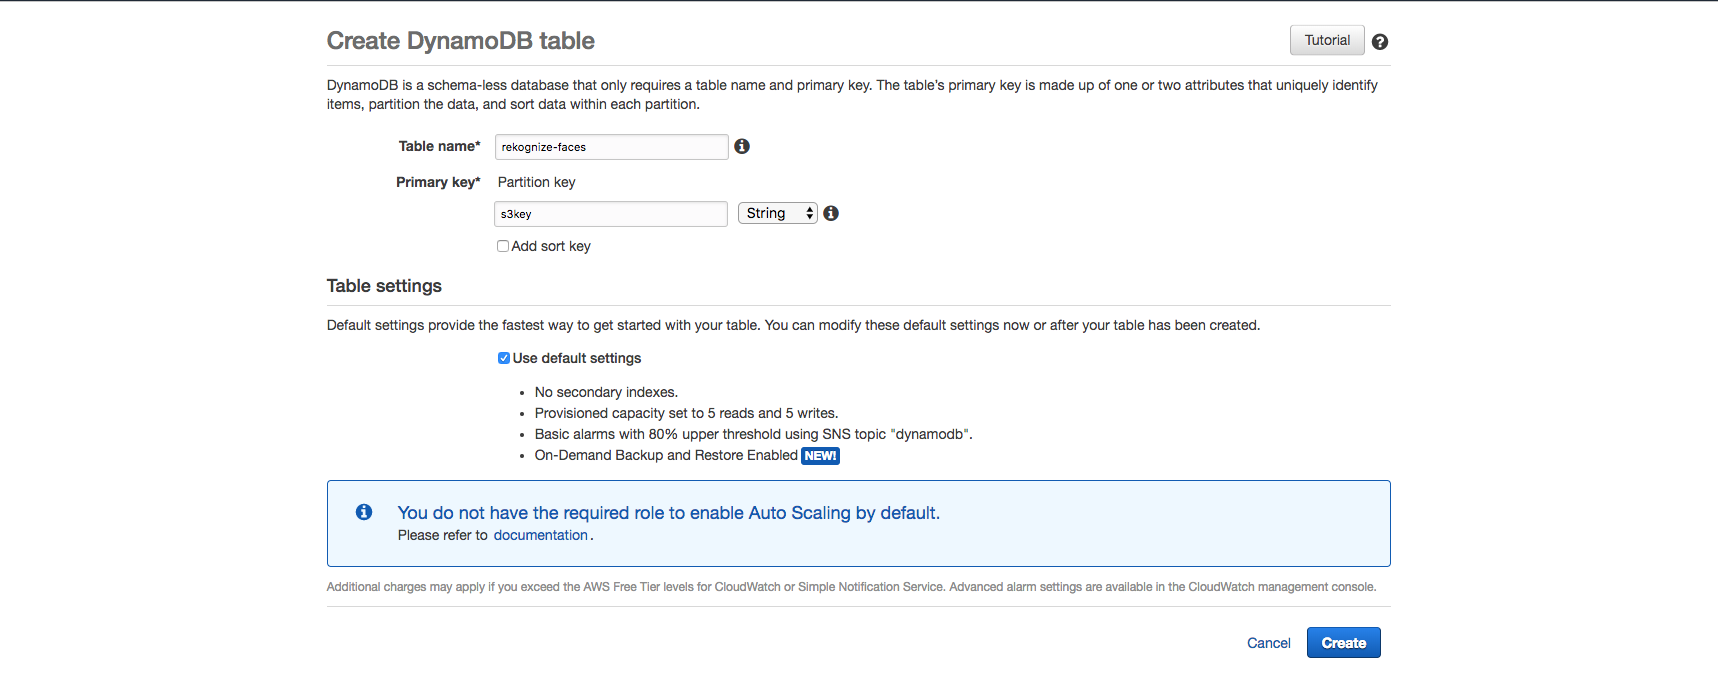 Create DynamoDB table
Tutorial
DynamoDB is a schema-less database that only requires a table name and primary key. The table's primary key is made up of one or two attributes that uniquely identify
items, partition the data, and sort data within each partition.
Table name*
rekognize-faces
Primary key*
Partition key
s3key
String
Add sort key
Table settings
Default settings provide the fastest way to get started with your table. You can modify these default settings now or after your table has been created.
Use default settings
No secondary indexes.
Provisioned capacity set to 5 reads and 5 writes.
Basic alarms with 80% upper threshold using SNS topic "dynamodb".
On-Demand Backup and Restore Enabled NEW!
You do not have the required role to enable Auto Scaling by default.
Please refer to documentation.
Additional charges may apply if you exceed the AWS Free Tier levels for CloudWatch or Simple Notification Service. Advanced alarm settings are available in the CloudWatch management console.
Cancel
Create